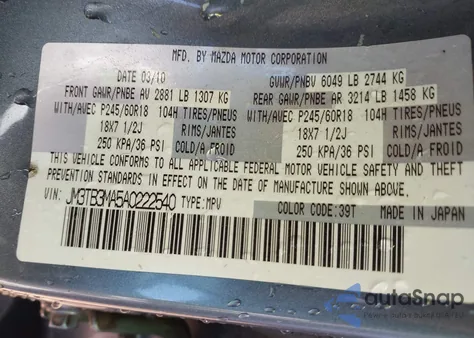 MFD. BY MAZDA MOTOR CORPORATION
DATE 03/10 GVWR/PNBV 6049 LB 2744 KG
FRONT GAWR/PNBE AV 2881 LB 1307 KG REAR GAWR/PNBE AR 3214 LB 1458 KG
WITH/AVEC P245/60R18 104H TIRES/PNEUS WITH/AVEC P245/60R18 104H TIRES/PNEUS
18X7 1/2J RIMS/JANTES 18X7 1/2J RIMS/JANTES
250 KPA/36 PSI COLD/A FROID 250 KPA/36 PSI COLD/A FROID
THIS VEHICLE CONFORMS TO ALL APPLICABLE FEDERAL MOTOR VEHICLE SAFETY AND THEFT
PREVENTION STANDARDS IN EFFECT ON THE DATE OF MANUFACTURE SHOWN ABOVE.
VIN: JM3TB3MA5A0222540 TYPE: MPV COLOR CODE: 39T MADE IN JAPAN
autoSnap